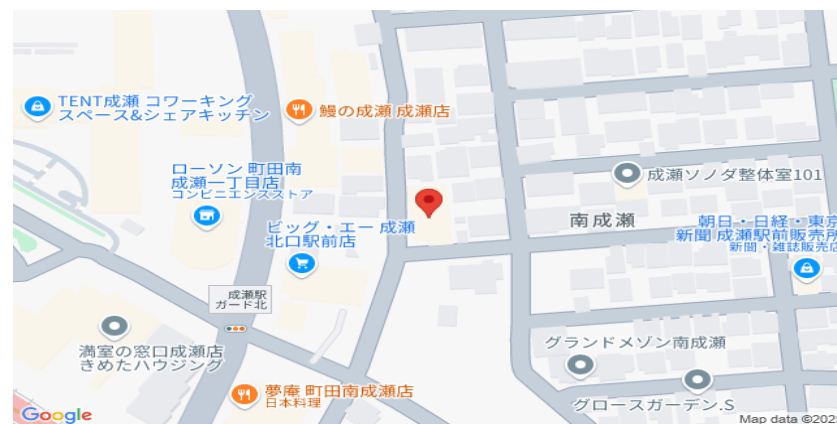 TENT成瀬 コワーキング
スペース&シェアキッチン
鰻の成瀬 成瀬店
ローソン 町田南
成瀬一丁目店
コンビニエンスストア
ビッグ・エー 成瀬
北口駅前店
成瀬ソノダ整体室101
南成瀬
朝日・日経・東京
新聞 成瀬駅前販売所
新聞・雑誌販売店
成瀬駅
ガード北
満室の窓口成瀬店
きめたハウジング
グランドメゾン南成瀬
夢庵 町田南成瀬店
日本料理
グロースガーデン.S
Google
Map data ©202